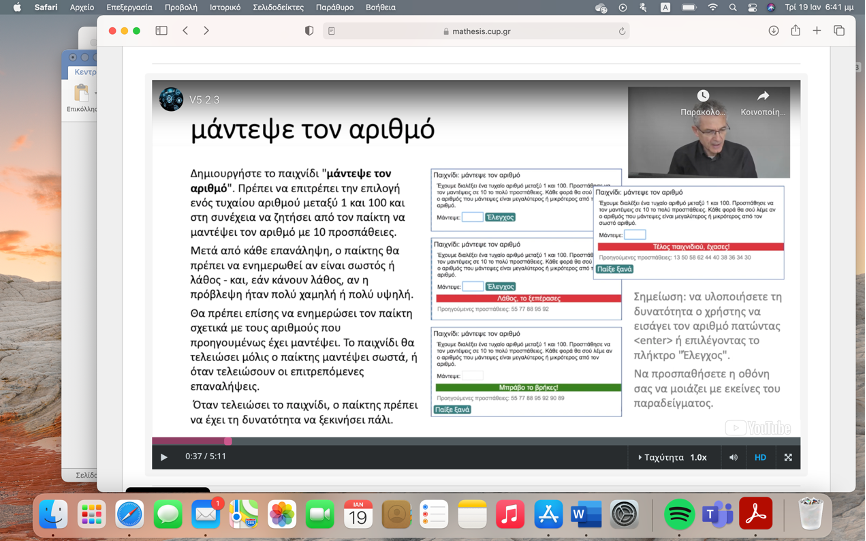 Safari Αρχείο Επεξεργασία Προβολή Ιστορικό Σελιδοδείκτες Παράθυρο Βοήθεια
A
Τρί 19 Ιαν 6:41 μμ
mathesis.cup.gr
Κεντρ
Επικόλλησ
V5 2 3
Παρακολο...
Κοινοποίη...
μάντεψε τον αριθμό
Δημιουργήστε το παιχνίδι "μάντεψε τον
αριθμό". Πρέπει να επιτρέπει την επιλογή
ενός τυχαίου αριθμού μεταξύ 1 και 100 και
στη συνέχεια να ζητήσει από τον παίκτη να
μαντέψει τον αριθμό με 10 προσπάθειες.
Μετά από κάθε επανάληψη, ο παίκτης θα
πρέπει να ενημερωθεί αν είναι σωστός ή
λάθος - και, εάν κάνουν λάθος, αν η
πρόβλεψη ήταν πολύ χαμηλή ή πολύ υψηλή.
Θα πρέπει επίσης να ενημερώσει τον παίκτη
σχετικά με τους αριθμούς που
προηγουμένως έχει μαντέψει. Το παιχνίδι θα
τελειώσει μόλις ο παίκτης μαντέψει σωστά, ή
όταν τελειώσουν οι επιτρεπόμενες
επαναλήψεις.
Όταν τελειώσει το παιχνίδι, ο παίκτης πρέπει
να έχει τη δυνατότητα να ξεκινήσει πάλι.
Παιχνίδι: μάντεψε τον αριθμό
Έχουμε διαλέξει ένα τυχαίο αριθμό μεταξύ 1 και 100. Προσπάθησε να
τον μαντέψεις σε 10 το πολύ προσπάθειες. Κάθε φορά θα σού λέμε αν
ο αριθμός που μάντεψες είναι μεγαλύτερος ή μικρότερος από τ
αριθμό.
Μάντεψε: Έλεγχος
Παιχνίδι: μάντεψε τον αριθμό
Έχουμε διαλέξει ένα τυχαίο αριθμό μεταξύ 1 και 100. Προσπάθησε να
τον μαντέψεις σε 10 το πολύ προσπάθειες. Κάθε φορά θα σού λέμε αν
ο αριθμός που μάντεψες είναι μεγαλύτερος ή μικρότερος από τον σωστό
αριθμό.
Μάντεψε: Έλεγχος
Λάθος, το ξεπέρασες
Προηγούμενες προσπάθειες: 55 77 88 95 92
Παιχνίδι: μάντεψε τον αριθμό
Έχουμε διαλέξει ένα τυχαίο αριθμό μεταξύ 1 και 100. Προσπάθησε να
τον μαντέψεις σε 10 το πολύ προσπάθειες. Κάθε φορά θα σού λέμε αν
ο αριθμός που μάντεψες είναι μεγαλύτερος ή μικρότερος από τον σωστό
αριθμό.
Μάντεψε:
Μπράβο το βρήκες!
Προηγούμενες προσπάθειες: 55 77 88 95 92 90 89
Παίξε ξανά
Παιχνίδι: μάντεψε τον αριθμό
Έχουμε διαλέξει ένα τυχαίο αριθμό μεταξύ 1 και 100. Προσπάθησε να
τον μαντέψεις σε 10 το πολύ προσπάθειες. Κάθε φορά θα σού λέμε αν
ο αριθμός που μάντεψες είναι μεγαλύτερος ή μικρότερος από τον
σωστό αριθμό.
Μάντεψε:
Τέλος παιχνιδιού, έχασες!
Προηγούμενες προσπάθειες: 13 50 68 62 44 40 38 36 34 30
Παίξε ξανά
Σημείωση: να υλοποιήσετε τη
δυνατότητα ο χρήστης να
εισάγει τον αριθμό πατώντας
<enter> ή επιλέγοντας το
πλήκτρο "Έλεγχος".
Να προσπαθήσετε η οθόνη
σας να μοιάζει με εκείνες του
παραδείγματος.
YouTube
0:37 / 5:11
Ταχύτητα 1.0x
HD
Σελίδα
1
JAN
19
W
T